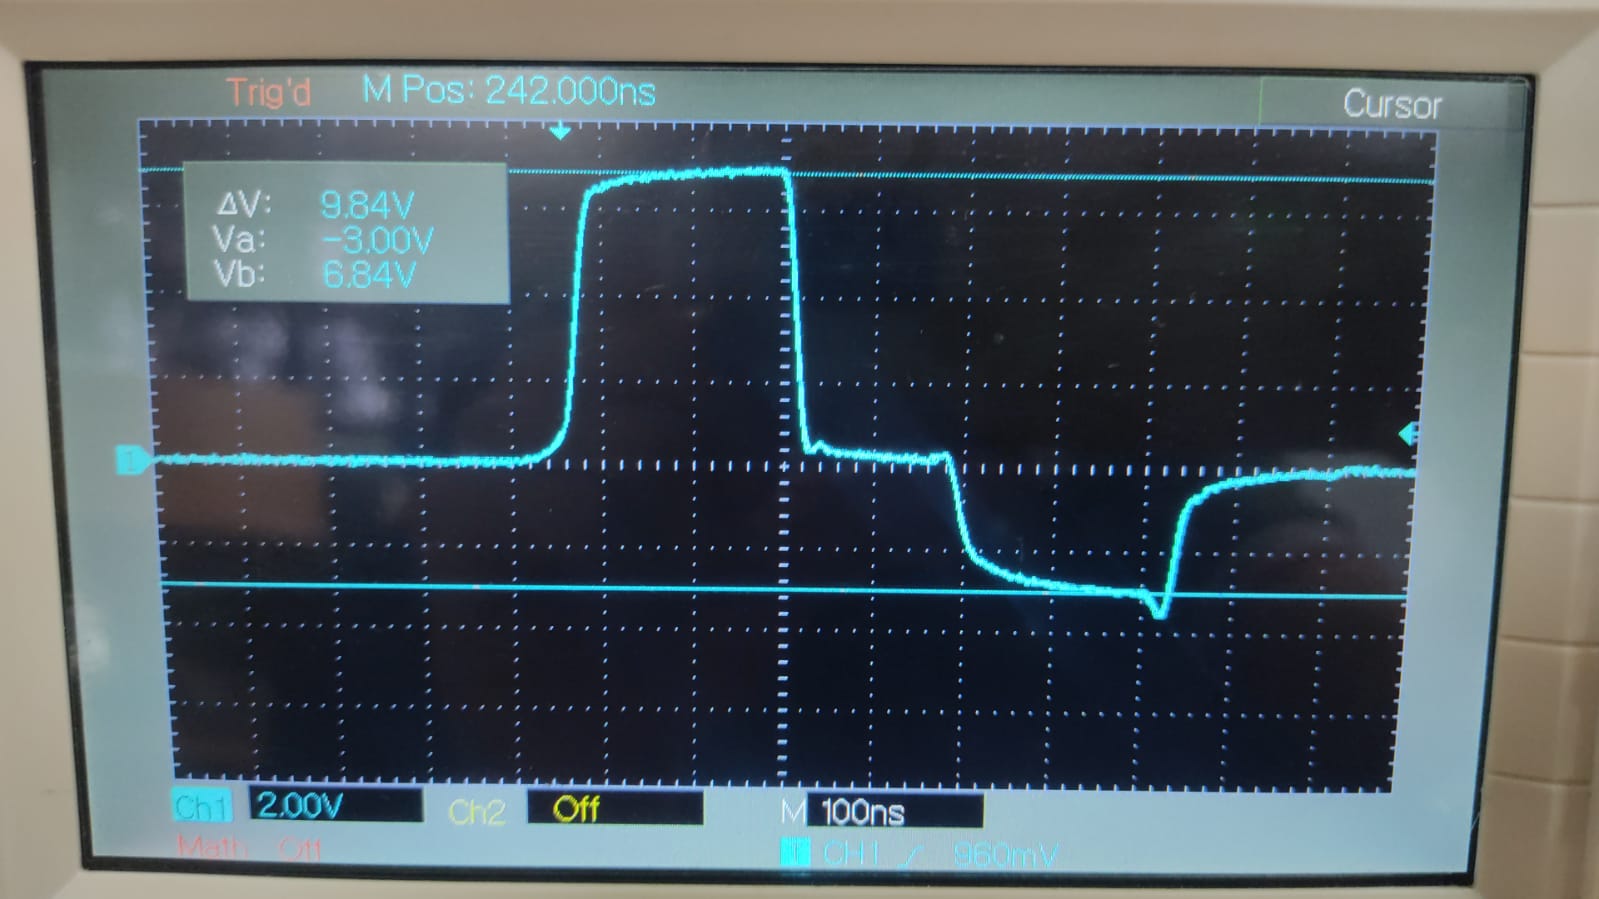 Trig'd M Pos: 242.000ns Cursor
ΔV: 9.84V
Va: -3.00V
Vb: 6.84V
1
Ch1 2.00V Ch2 Off M 100ns
Math Off CH1 960mV